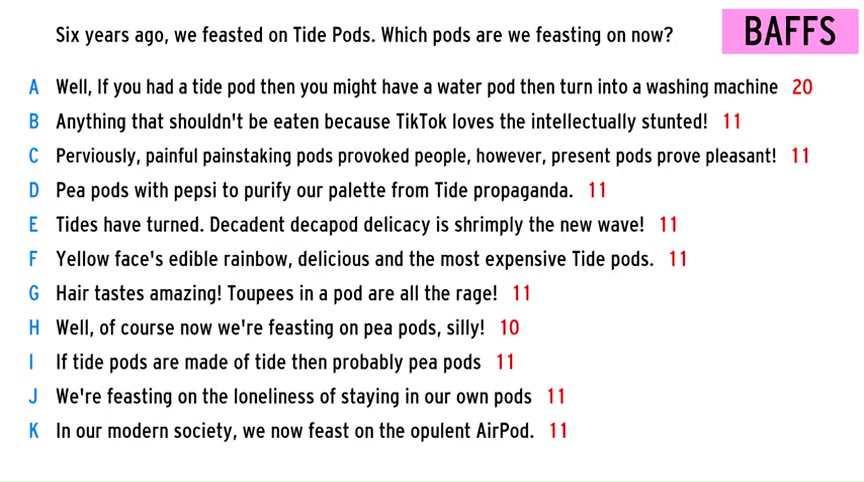 Six years ago, we feasted on Tide Pods. Which pods are we feasting on now?
BAFFS
A Well, If you had a tide pod then you might have a water pod then turn into a washing machine 20
B Anything that shouldn't be eaten because TikTok loves the intellectually stunted! 11
C Perviously, painful painstaking pods provoked people, however, present pods prove pleasant! 11
D Pea pods with pepsi to purify our palette from Tide propaganda. 11
E Tides have turned. Decadent decapod delicacy is shrimply the new wave! 11
F Yellow face's edible rainbow, delicious and the most expensive Tide pods. 11
G Hair tastes amazing! Toupees in a pod are all the rage! 11
H Well, of course now we're feasting on pea pods, silly! 10
I If tide pods are made of tide then probably pea pods 11
J We're feasting on the loneliness of staying in our own pods 11
K In our modern society, we now feast on the opulent AirPod. 11